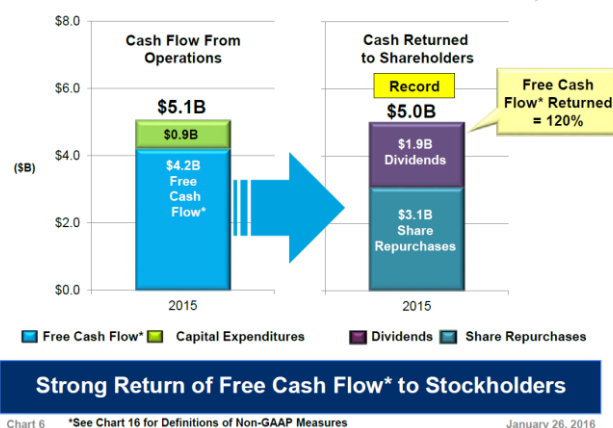 $8.0
$6.0
$4.0
$2.0
$0.0
($B)
Cash Flow From
Operations
$5.1B
$0.9B
$4.2B
Free
Cash
Flow*
2015
Cash Returned
to Shareholders
Record
$5.0B
$1.9B
Dividends
$3.1B
Share
Repurchases
2015
Free Cash
Flow* Returned
= 120%
Free Cash Flow* Capital Expenditures
Dividends Share Repurchases
Strong Return of Free Cash Flow* to Stockholders
Chart 6 *See Chart 16 for Definitions of Non-GAAP Measures January 26, 2016